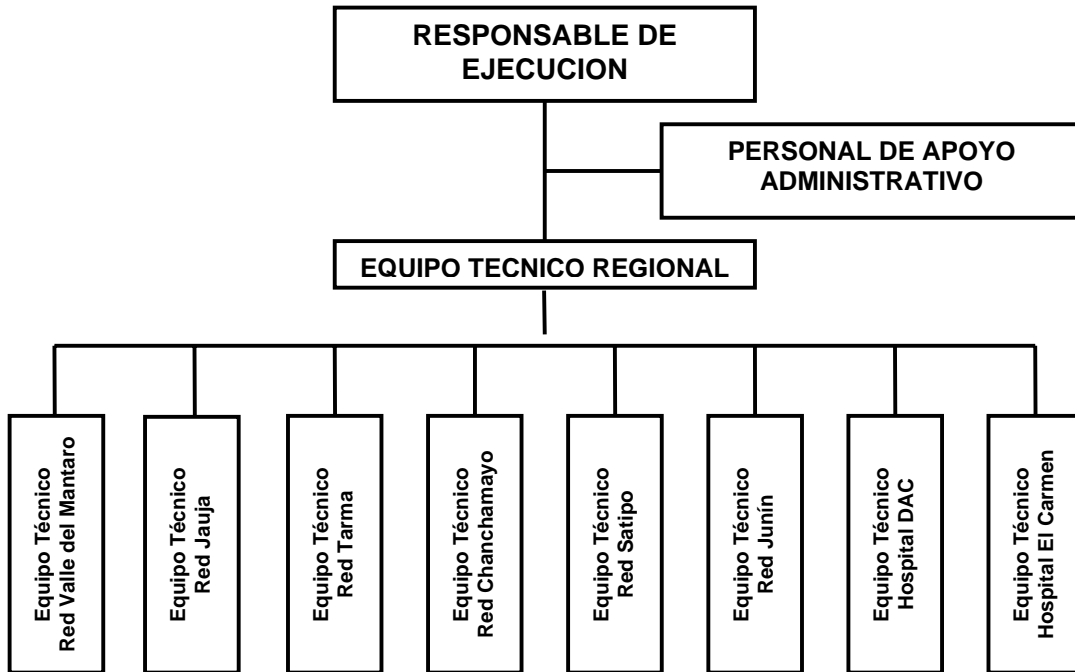 RESPONSABLE DE
EJECUCION
PERSONAL DE APOYO
ADMINISTRATIVO
EQUIPO TECNICO REGIONAL
Equipo Técnico
Red Valle del Mantaro
Equipo Técnico
Red Jauja
Equipo Técnico
Red Tarma
Equipo Técnico
Red Chanchamayo
Equipo Técnico
Red Satipo
Equipo Técnico
Red Junín
Equipo Técnico
Hospital DAC
Equipo Técnico
Hospital El Carmen